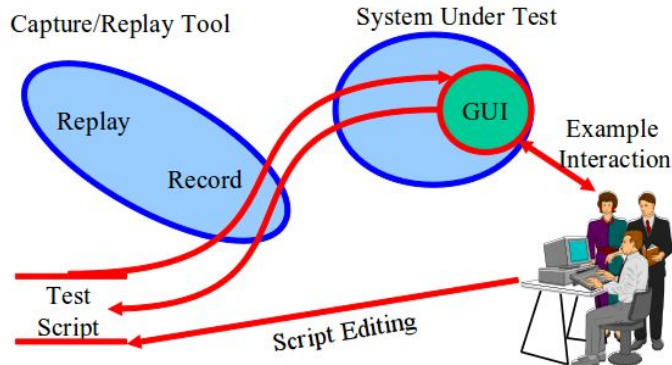 Capture/Replay Tool
System Under Test
Replay
Record
GUI
Example
Interaction
Test
Script
Script Editing